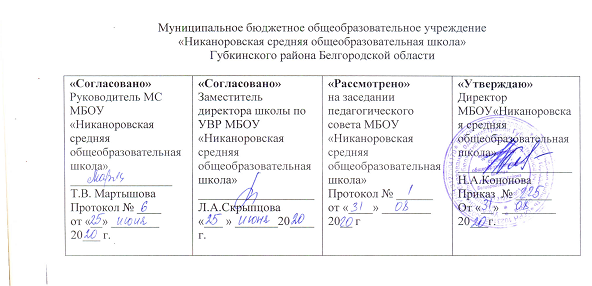 Муниципальное бюджетное общеобразовательное учреждение
«Никаноровская средняя общеобразовательная школа»
Губкинского района Белгородской области
«Согласовано»
Руководитель МС
МБОУ
«Никаноровская
средняя
общеобразовательная
школа»
Т.В. Мартышова
Протокол № 6
от «25» июня
2020 г.
«Согласовано»
Заместитель
директора школы по
УВР МБОУ
«Никаноровская
средняя
общеобразовательная
школа»
Л.А.Скрыпцова
«25 » июня 2020
г.
«Рассмотрено»
на заседании
педагогического
совета МБОУ
«Никаноровская
средняя
общеобразовательная
школа»
Протокол № 1
от « 31 » 08
2020 г
«Утверждаю»
Директор
МБОУ«Никаноровска
я средняя
общеобразовательная
школа»
Н.А.Кононова
Приказ № 225
От «31» 08
2020 г.